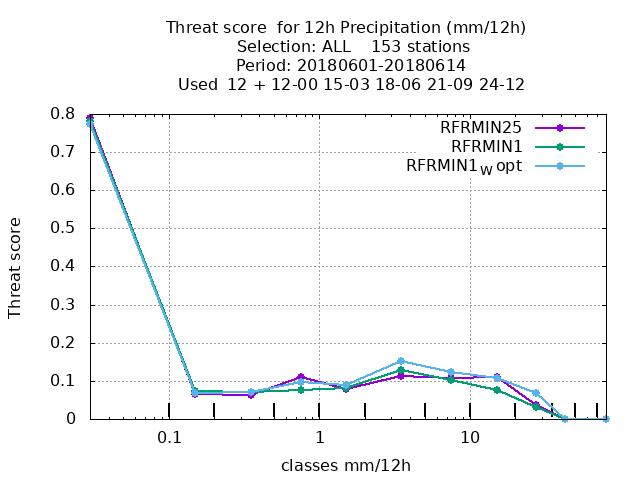 Threat score  for 12h Precipitation (mm/12h)
Selection: ALL    153 stations
Period: 20180601-20180614
Used  12 + 12-00 15-03 18-06 21-09 24-12
0.8
0.7
0.6
0.5
0.4
0.3
0.2
0.1
0
Threat score
RFRMIN25
RFRMIN1
RFRMIN1w opt
0.1 1 10
classes mm/12h